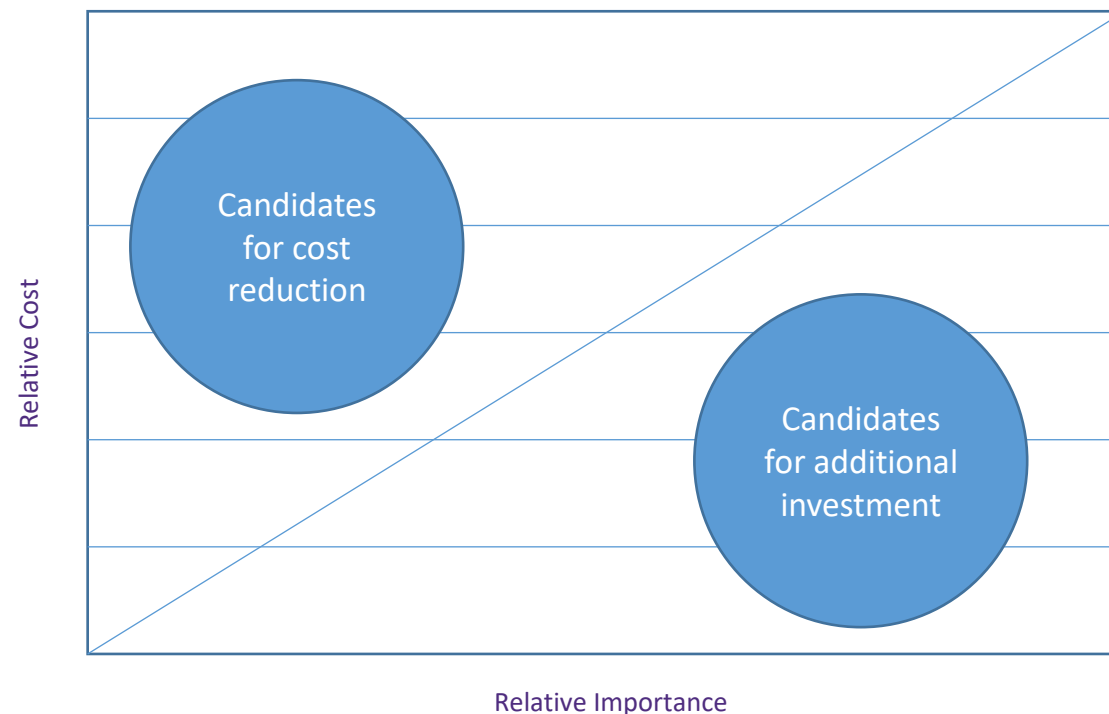 Candidates
for cost
reduction
Relative Cost
Candidates
for additional
investment
Relative Importance